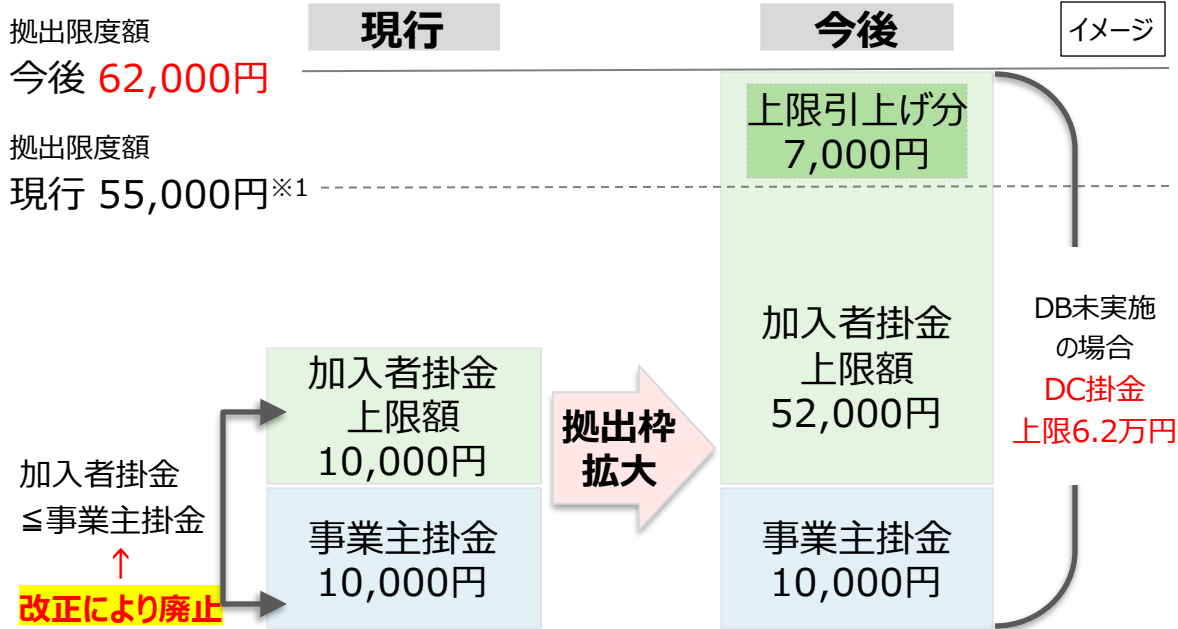 拠出限度額
今後 62,000円
拠出限度額
現行 55,000円※1
現行
今後
イメージ
上限引上げ分
7,000円
加入者掛金
上限額
10,000円
事業主掛金
10,000円
加入者掛金
≦事業主掛金
↑
改正により廃止
拠出枠
拡大
加入者掛金
上限額
52,000円
事業主掛金
10,000円
DB未実施
の場合
DC掛金
上限6.2万円